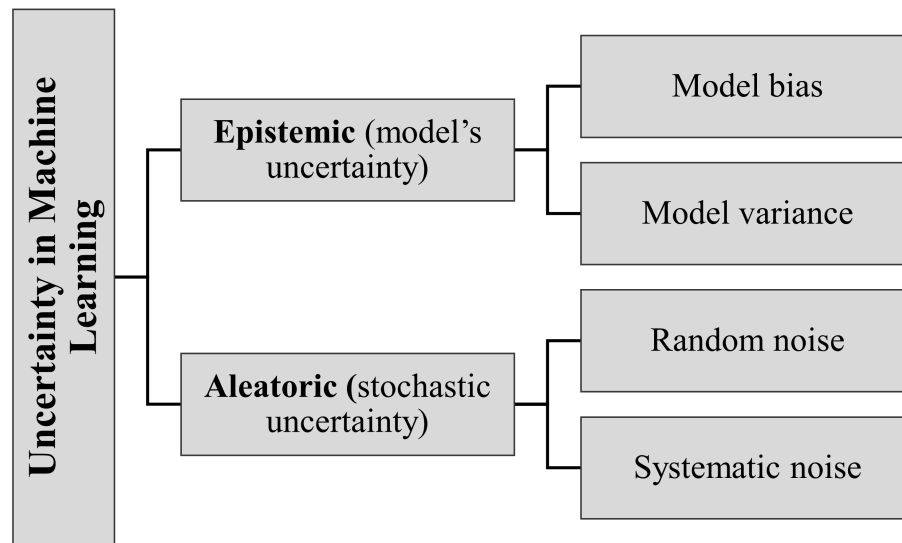 Uncertainty in Machine
Learning
Epistemic (model’s
uncertainty)
Model bias
Model variance
Aleatoric (stochastic
uncertainty)
Random noise
Systematic noise